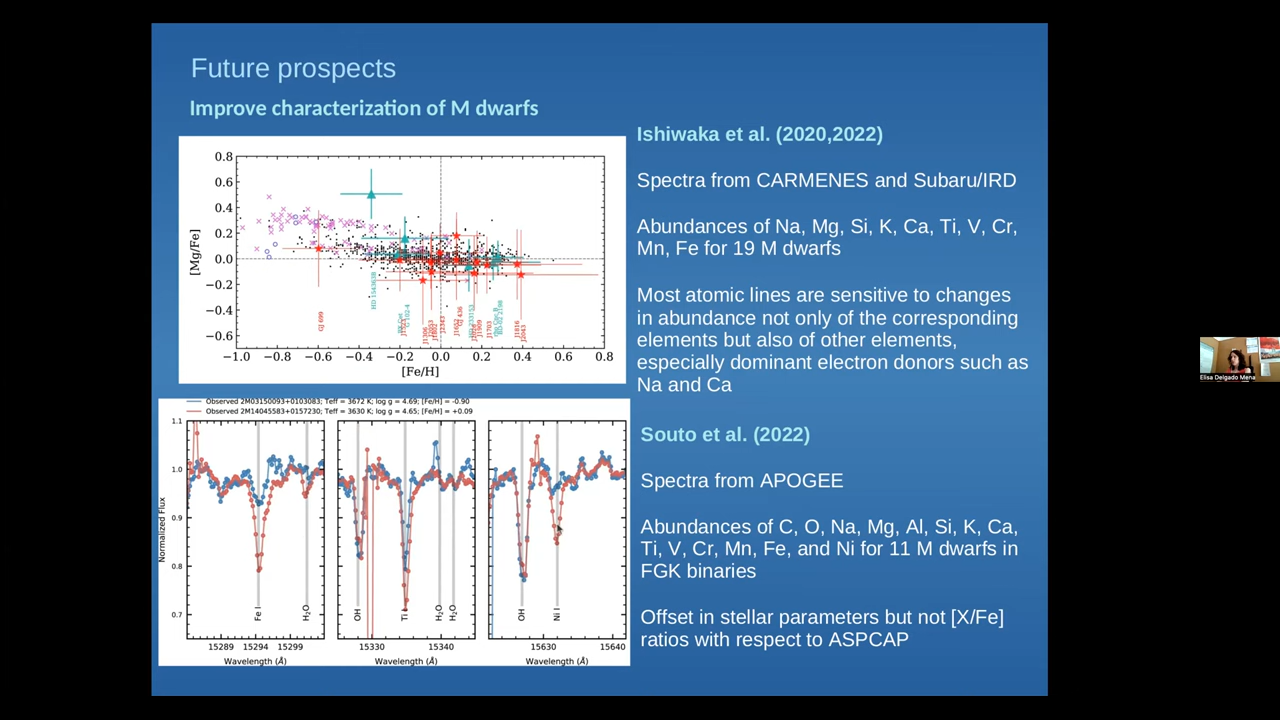 Future prospects
Improve characterization of M dwarfs
Ishiwaka et al. (2020,2022)
Spectra from CARMENES and Subaru/IRD
Abundances of Na, Mg, Si, K, Ca, Ti, V, Cr,
Mn, Fe for 19 M dwarfs
Most atomic lines are sensitive to changes
in abundance not only of the corresponding
elements but also of other elements,
especially dominant electron donors such as
Na and Ca
0.8
0.6
0.4
0.2
0.0
−0.2
−0.4
−0.6
[Mg/Fe]
GJ 699
HD 154363B
G 102-4
GJ 436
J1816
J2043
−1.0 −0.8 −0.6 −0.4 −0.2 0.0 0.2 0.4 0.6 0.8
[Fe/H]
Observed 2M03150093+0103083; Teff = 3672 K; log g = 4.69; [Fe/H] = -0.90
Observed 2M14045583+0157230; Teff = 3630 K; log g = 4.65; [Fe/H] = +0.09
1.1
1.0
0.9
0.8
0.7
Normalized Flux
Fe I
H2O
OH
Ti I
H2O
H2O
OH
Ni I
15289 15294 15299
15330 15340
15630 15640
Wavelength (Å)
Wavelength (Å)
Wavelength (Å)
Souto et al. (2022)
Spectra from APOGEE
Abundances of C, O, Na, Mg, Al, Si, K, Ca,
Ti, V, Cr, Mn, Fe, and Ni for 11 M dwarfs in
FGK binaries
Offset in stellar parameters but not [X/Fe]
ratios with respect to ASPCAP
Elisa Delgado Mena